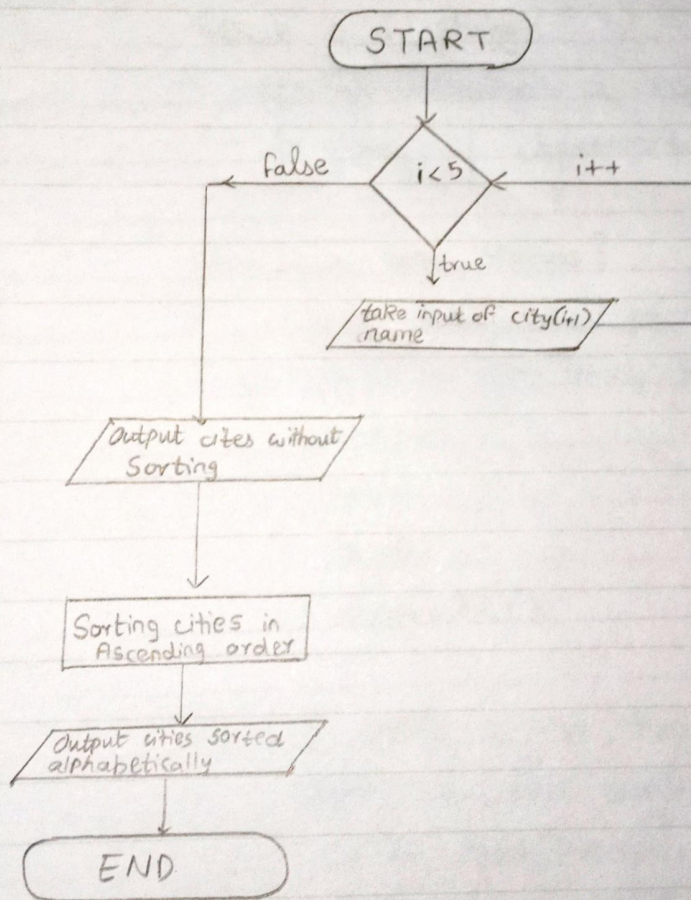 START
i<5
false
i++
true
take input of city(i+1)
name
Output cites without
Sorting
Sorting cities in
Ascending order
Output cities sorted
alphabetically
END